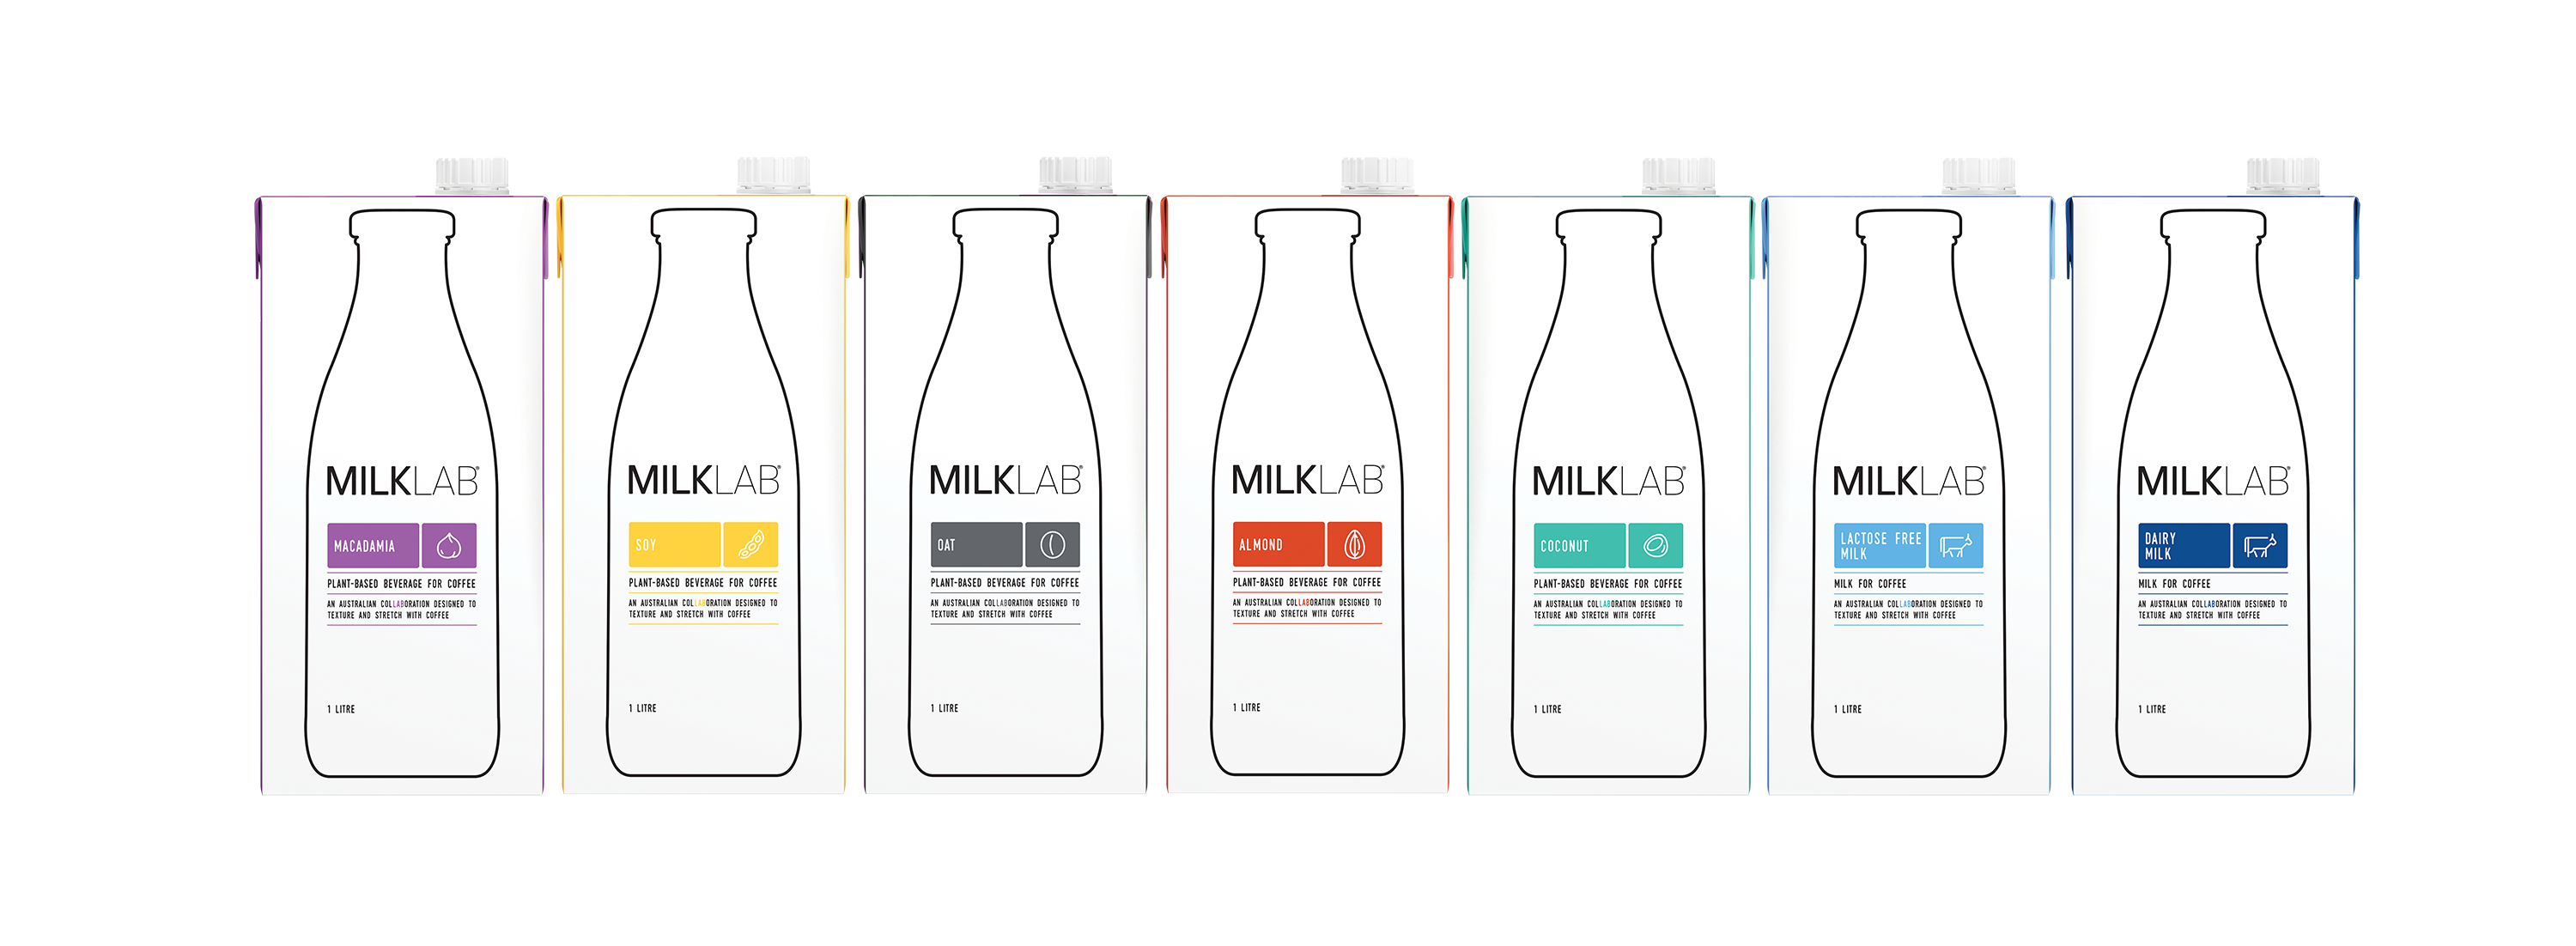 MILKLAB®
MACADAMIA
PLANT-BASED BEVERAGE FOR COFFEE
AN AUSTRALIAN COLLABORATION DESIGNED TO
TEXTURE AND STRETCH WITH COFFEE
1 LITRE
MILKLAB®
SOY
PLANT-BASED BEVERAGE FOR COFFEE
AN AUSTRALIAN COLLABORATION DESIGNED TO
TEXTURE AND STRETCH WITH COFFEE
1 LITRE
MILKLAB®
OAT
PLANT-BASED BEVERAGE FOR COFFEE
AN AUSTRALIAN COLLABORATION DESIGNED TO
TEXTURE AND STRETCH WITH COFFEE
1 LITRE
MILKLAB®
ALMOND
PLANT-BASED BEVERAGE FOR COFFEE
AN AUSTRALIAN COLLABORATION DESIGNED TO
TEXTURE AND STRETCH WITH COFFEE
1 LITRE
MILKLAB®
COCONUT
PLANT-BASED BEVERAGE FOR COFFEE
AN AUSTRALIAN COLLABORATION DESIGNED TO
TEXTURE AND STRETCH WITH COFFEE
1 LITRE
MILKLAB®
LACTOSE FREE
MILK
MILK FOR COFFEE
AN AUSTRALIAN COLLABORATION DESIGNED TO
TEXTURE AND STRETCH WITH COFFEE
1 LITRE
MILKLAB®
DAIRY
MILK
MILK FOR COFFEE
AN AUSTRALIAN COLLABORATION DESIGNED TO
TEXTURE AND STRETCH WITH COFFEE
1 LITRE